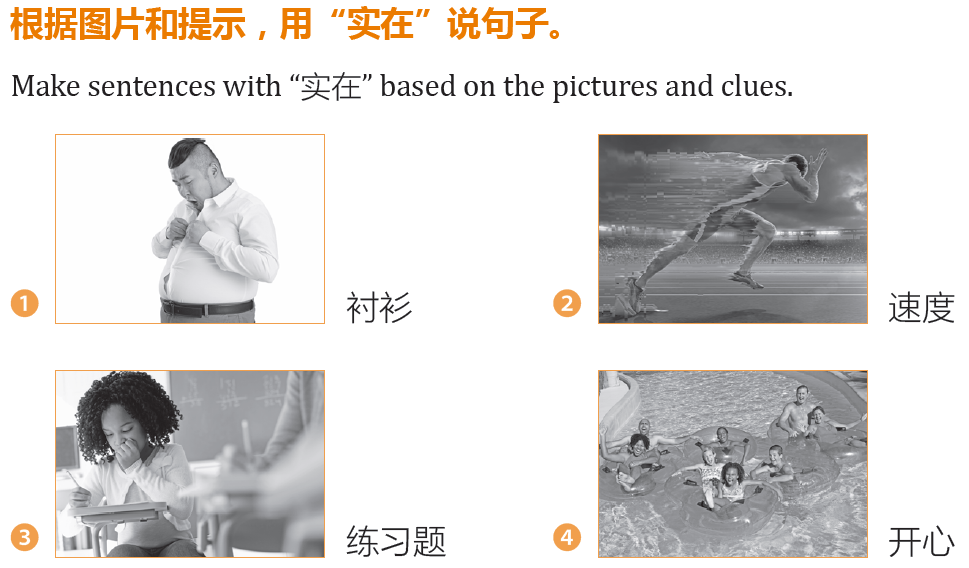 根据图片和提示，用“实在”说句子。
Make sentences with “实在” based on the pictures and clues.
1 衬衫
2 速度
3 练习题
4 开心